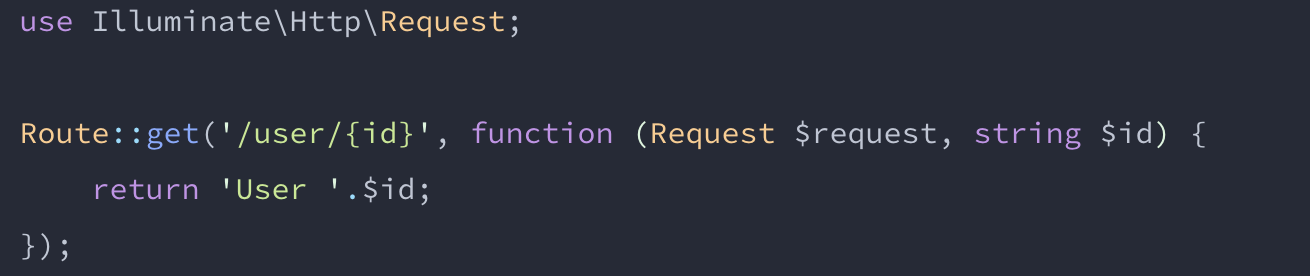 use Illuminate\Http\Request;
Route::get('/user/{id}', function (Request $request, string $id) {
    return 'User '.$id;
});